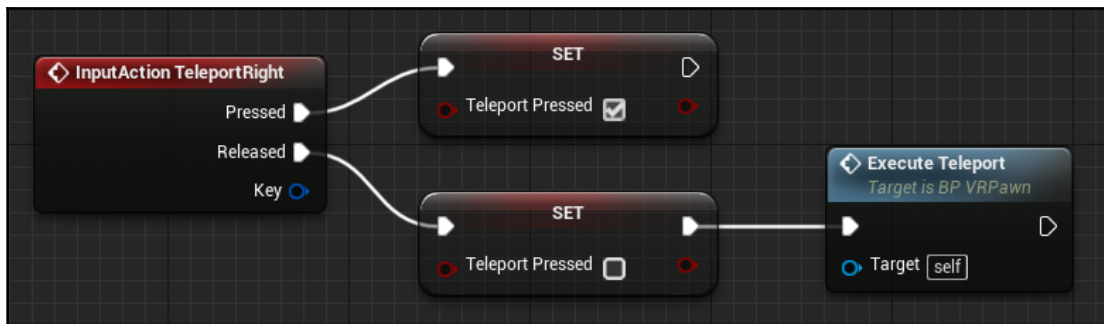 InputAction TeleportRight
Pressed
Released
Key
SET
Teleport Pressed
SET
Teleport Pressed
Execute Teleport
Target is BP VRPawn
Target self